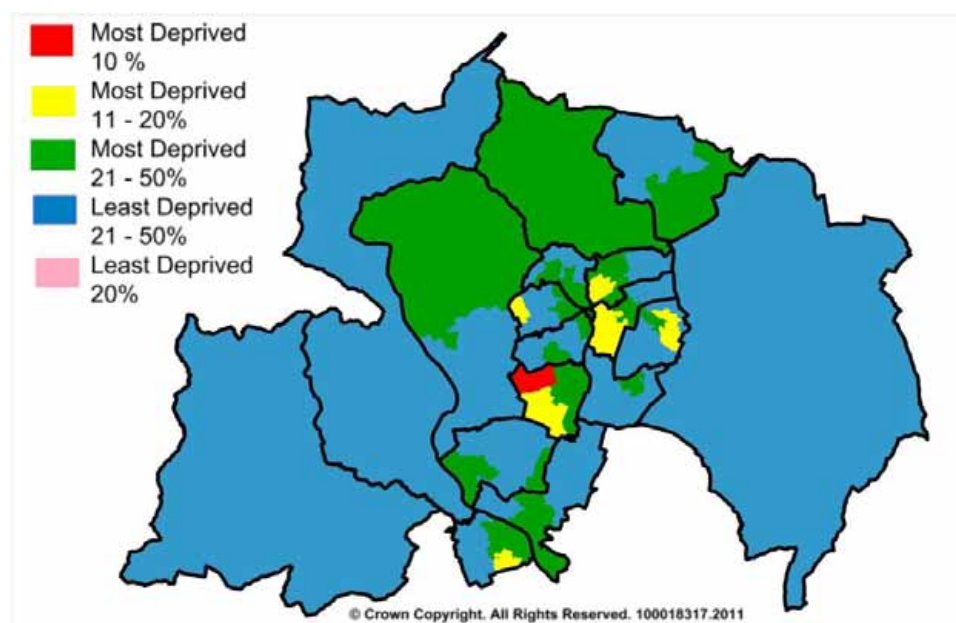 Most Deprived
10 %
Most Deprived
11 - 20%
Most Deprived
21 - 50%
Least Deprived
21 - 50%
Least Deprived
20%
© Crown Copyright. All Rights Reserved. 100018317.2011